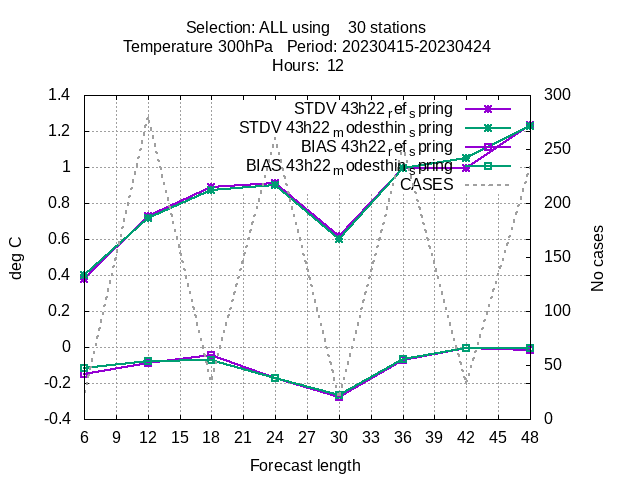 Selection: ALL using    30 stations
Temperature 300hPa   Period: 20230415-20230424
Hours: 12
1.4
1.2
1
0.8
0.6
0.4
0.2
0
-0.2
-0.4
deg C
300
250
200
150
100
50
0
No cases
STDV 43h22_ref_spring
STDV 43h22_modesthin_spring
BIAS 43h22_ref_spring
BIAS 43h22_modesthin_spring
CASES
6 9 12 15 18 21 24 27 30 33 36 39 42 45 48
Forecast length